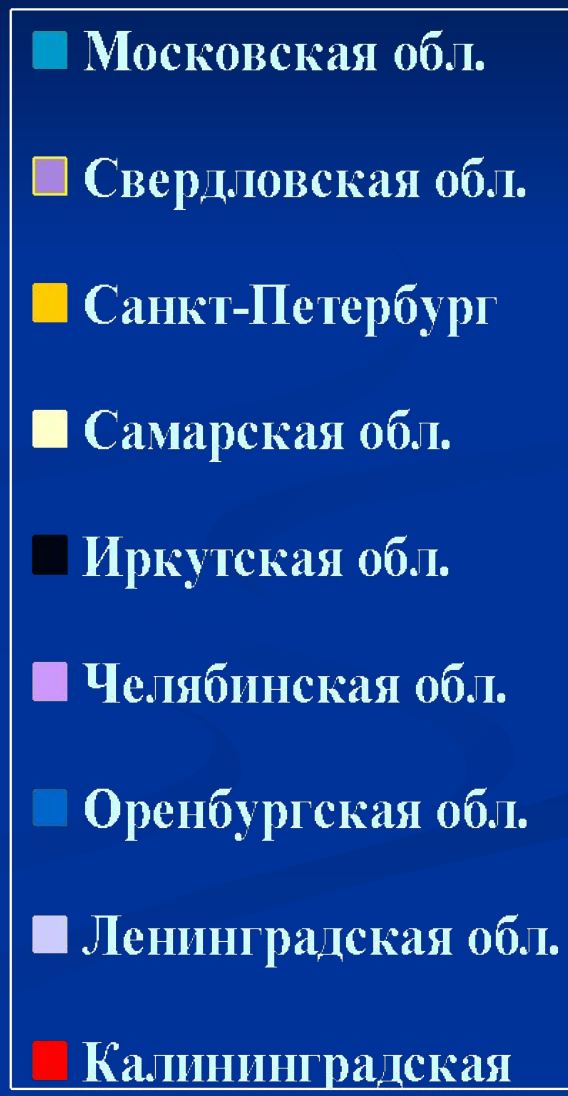 Московская обл.
Свердловская обл.
Санкт-Петербург
Самарская обл.
Иркутская обл.
Челябинская обл.
Оренбургская обл.
Ленинградская обл.
Калининградская